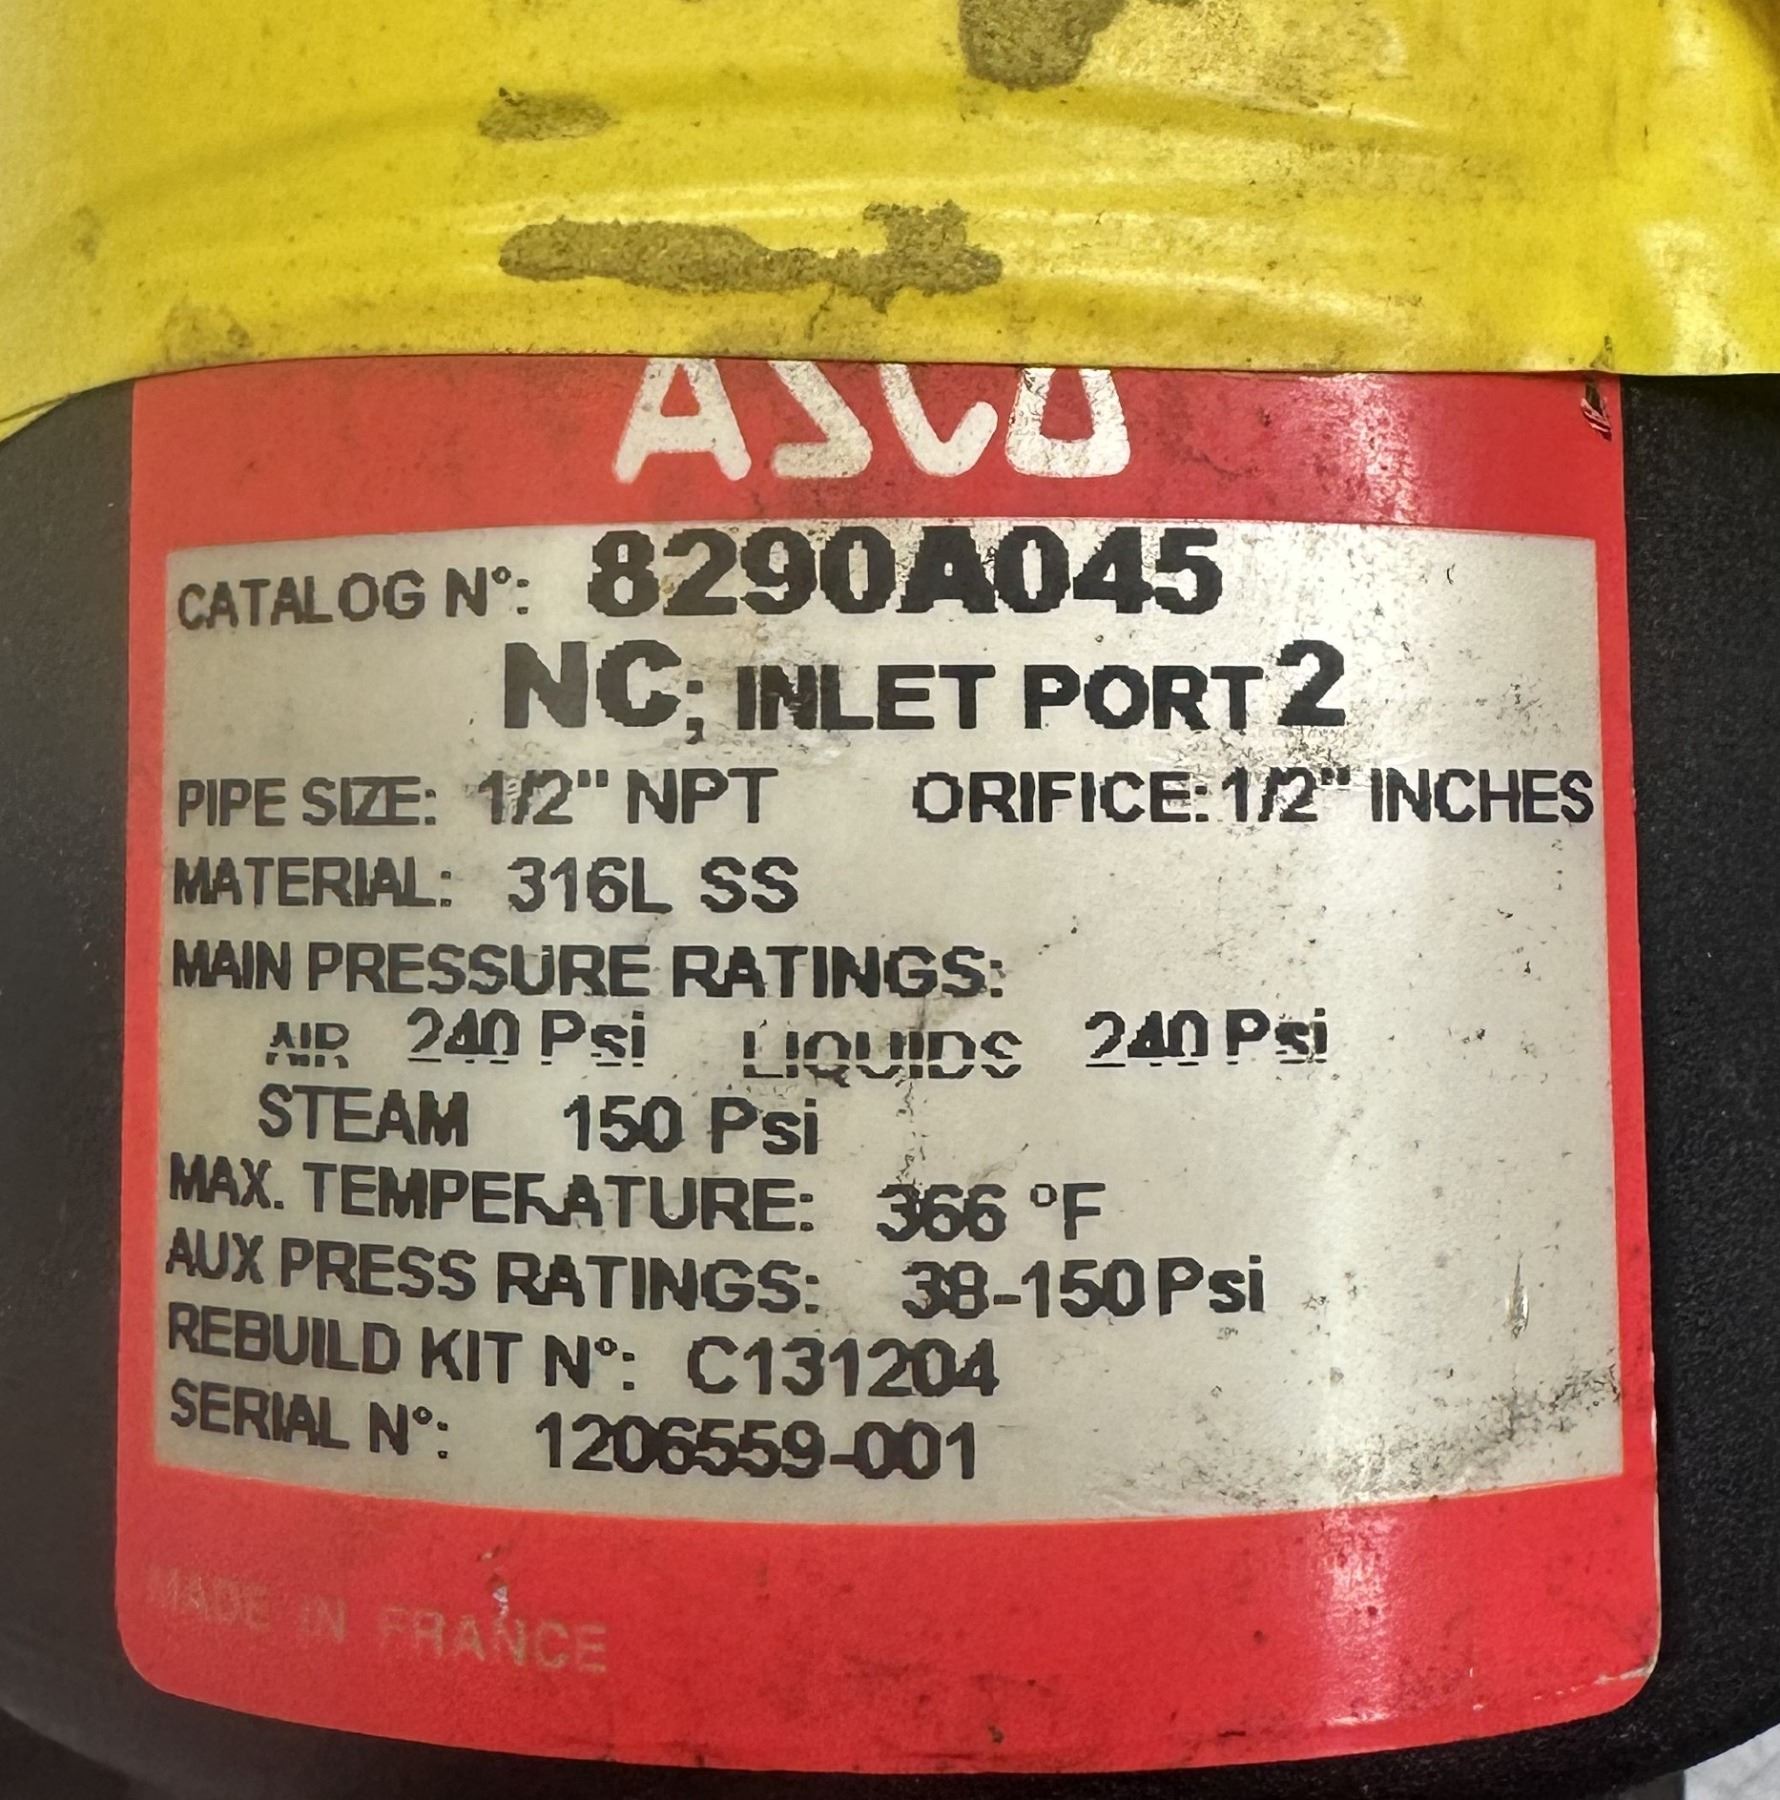 ASCO
CATALOG N°: 8290A045
NC; INLET PORT 2
PIPE SIZE: 1/2" NPT ORIFICE: 1/2" INCHES
MATERIAL: 316L SS
MAIN PRESSURE RATINGS:
AIR 240 Psi LIQUIDS 240 Psi
STEAM 150 Psi
MAX. TEMPERATURE: 366 °F
AUX PRESS RATINGS: 38-150 Psi
REBUILD KIT N°: C131204
SERIAL N°: 1206559-001
MADE IN FRANCE